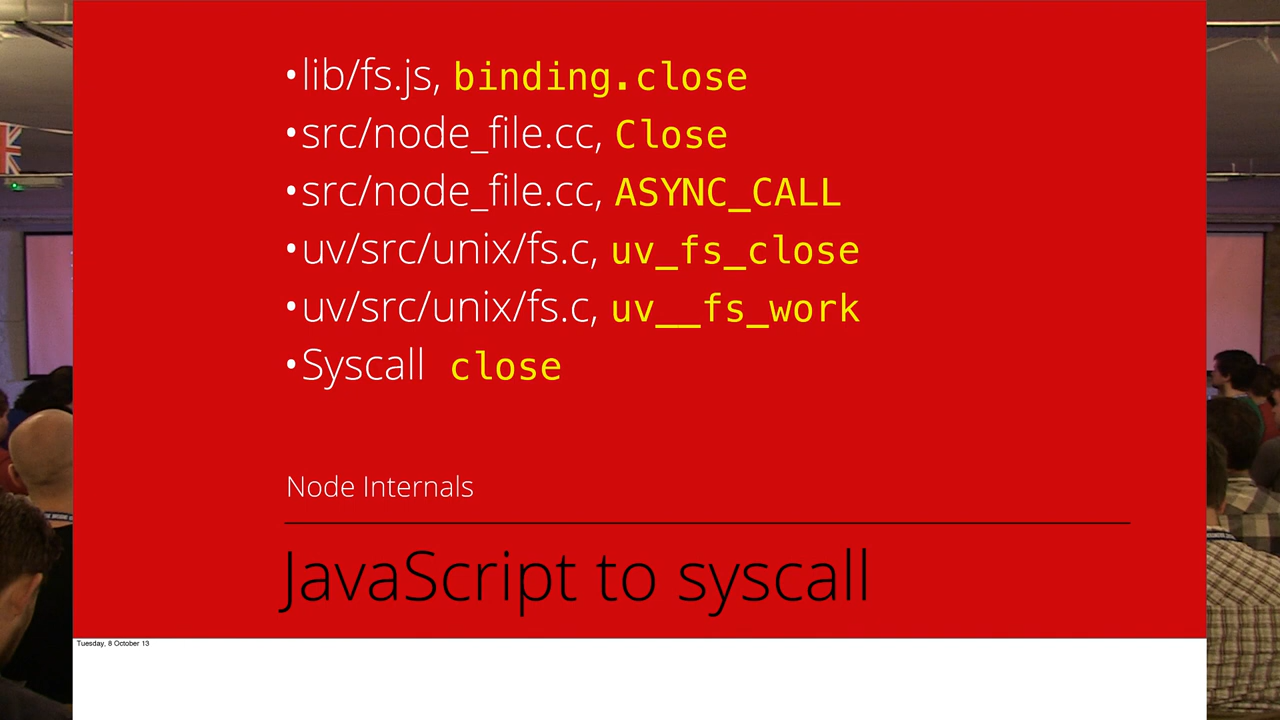 •lib/fs.js, binding.close
•src/node_file.cc, Close
•src/node_file.cc, ASYNC_CALL
•uv/src/unix/fs.c, uv_fs_close
•uv/src/unix/fs.c, uv__fs_work
•Syscall close
Node Internals
JavaScript to syscall
Tuesday, 8 October 13